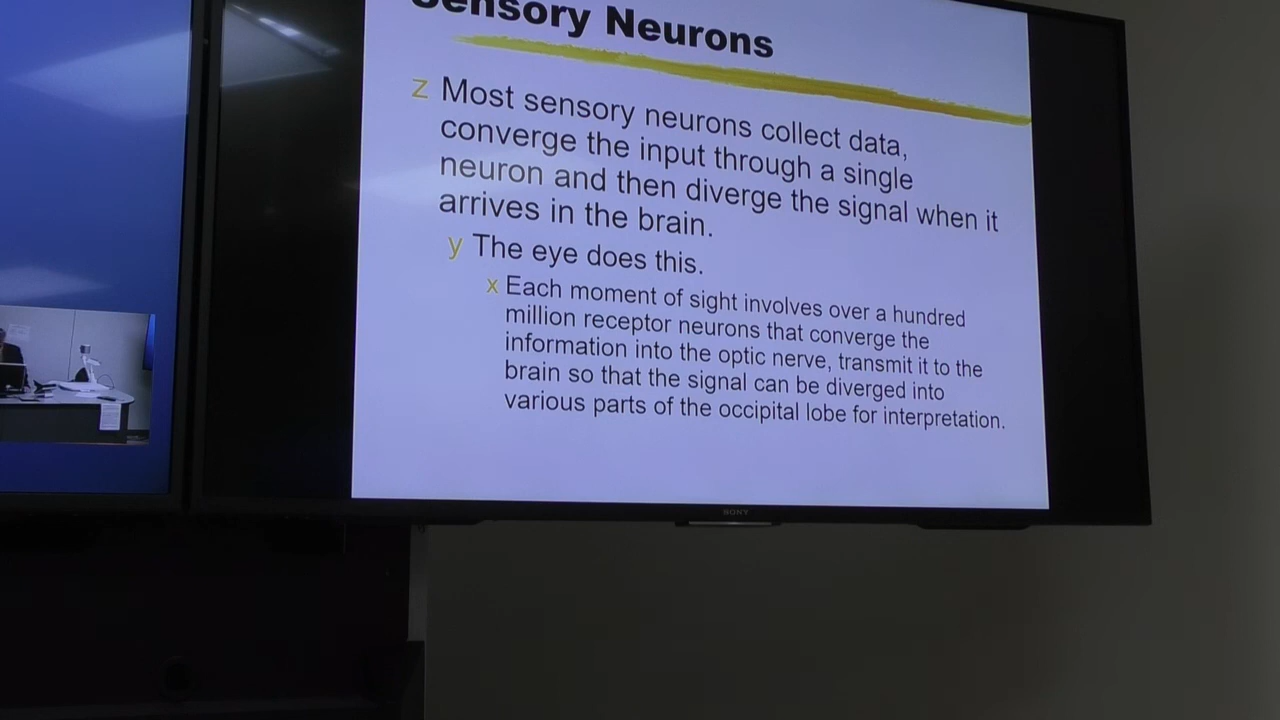 Sensory Neurons
z Most sensory neurons collect data,
converge the input through a single
neuron and then diverge the signal when it
arrives in the brain.
y The eye does this.
x Each moment of sight involves over a hundred
million receptor neurons that converge the
information into the optic nerve, transmit it to the
brain so that the signal can be diverged into
various parts of the occipital lobe for interpretation.
SONY